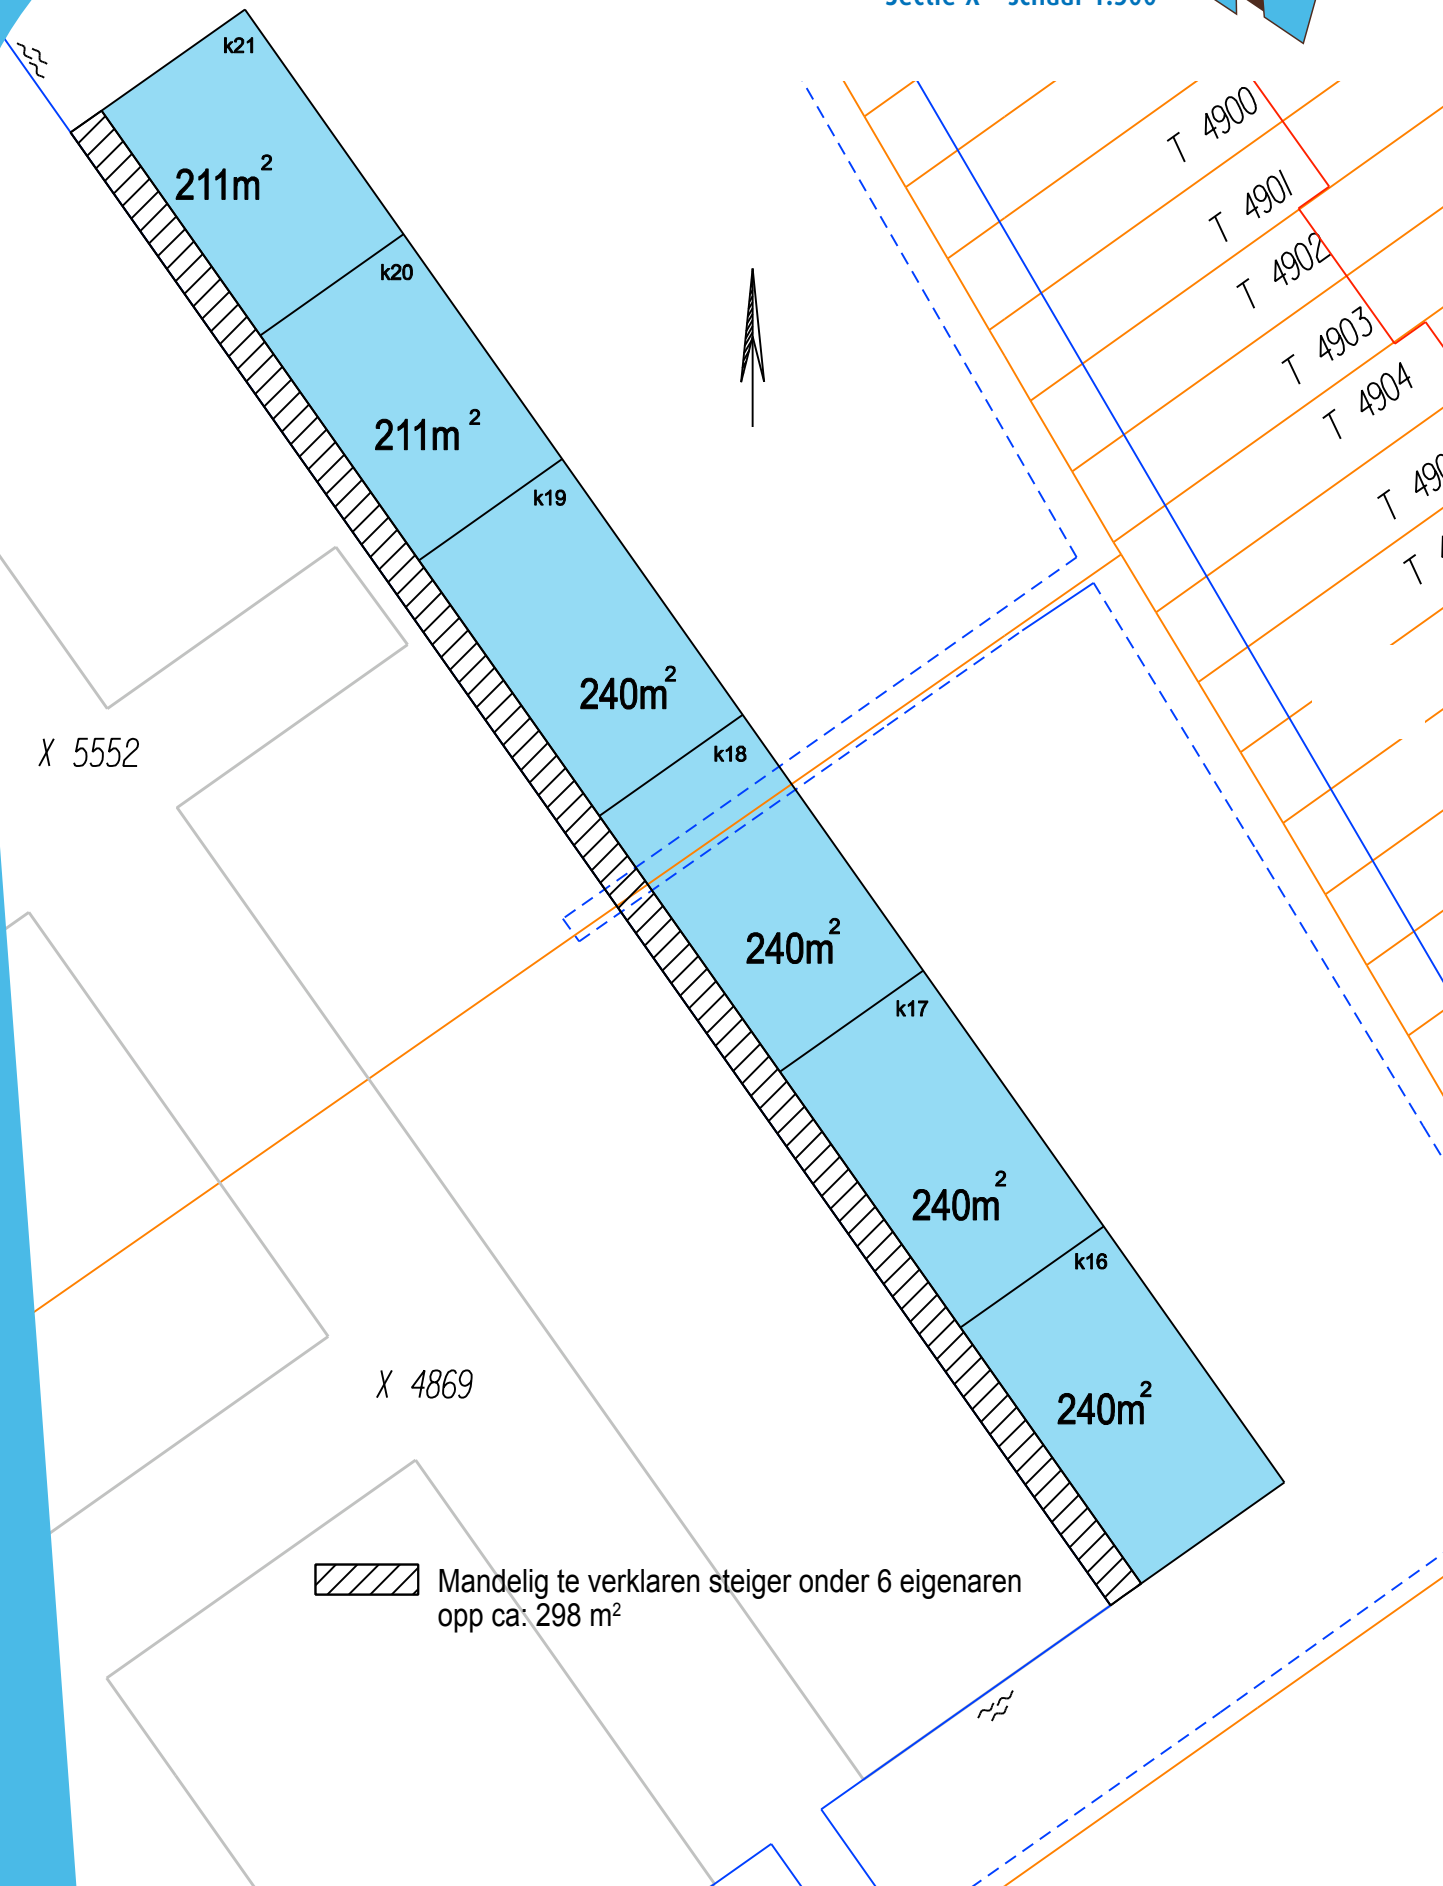 k21
211m²
k20
211m²
k19
240m²
k18
240m²
k17
240m²
k16
240m²
T 4900
T 4901
T 4902
T 4903
T 4904
T
T
X 5552
X 4869
Mandelig te verklaren steiger onder 6 eigenaren
opp ca: 298 m²